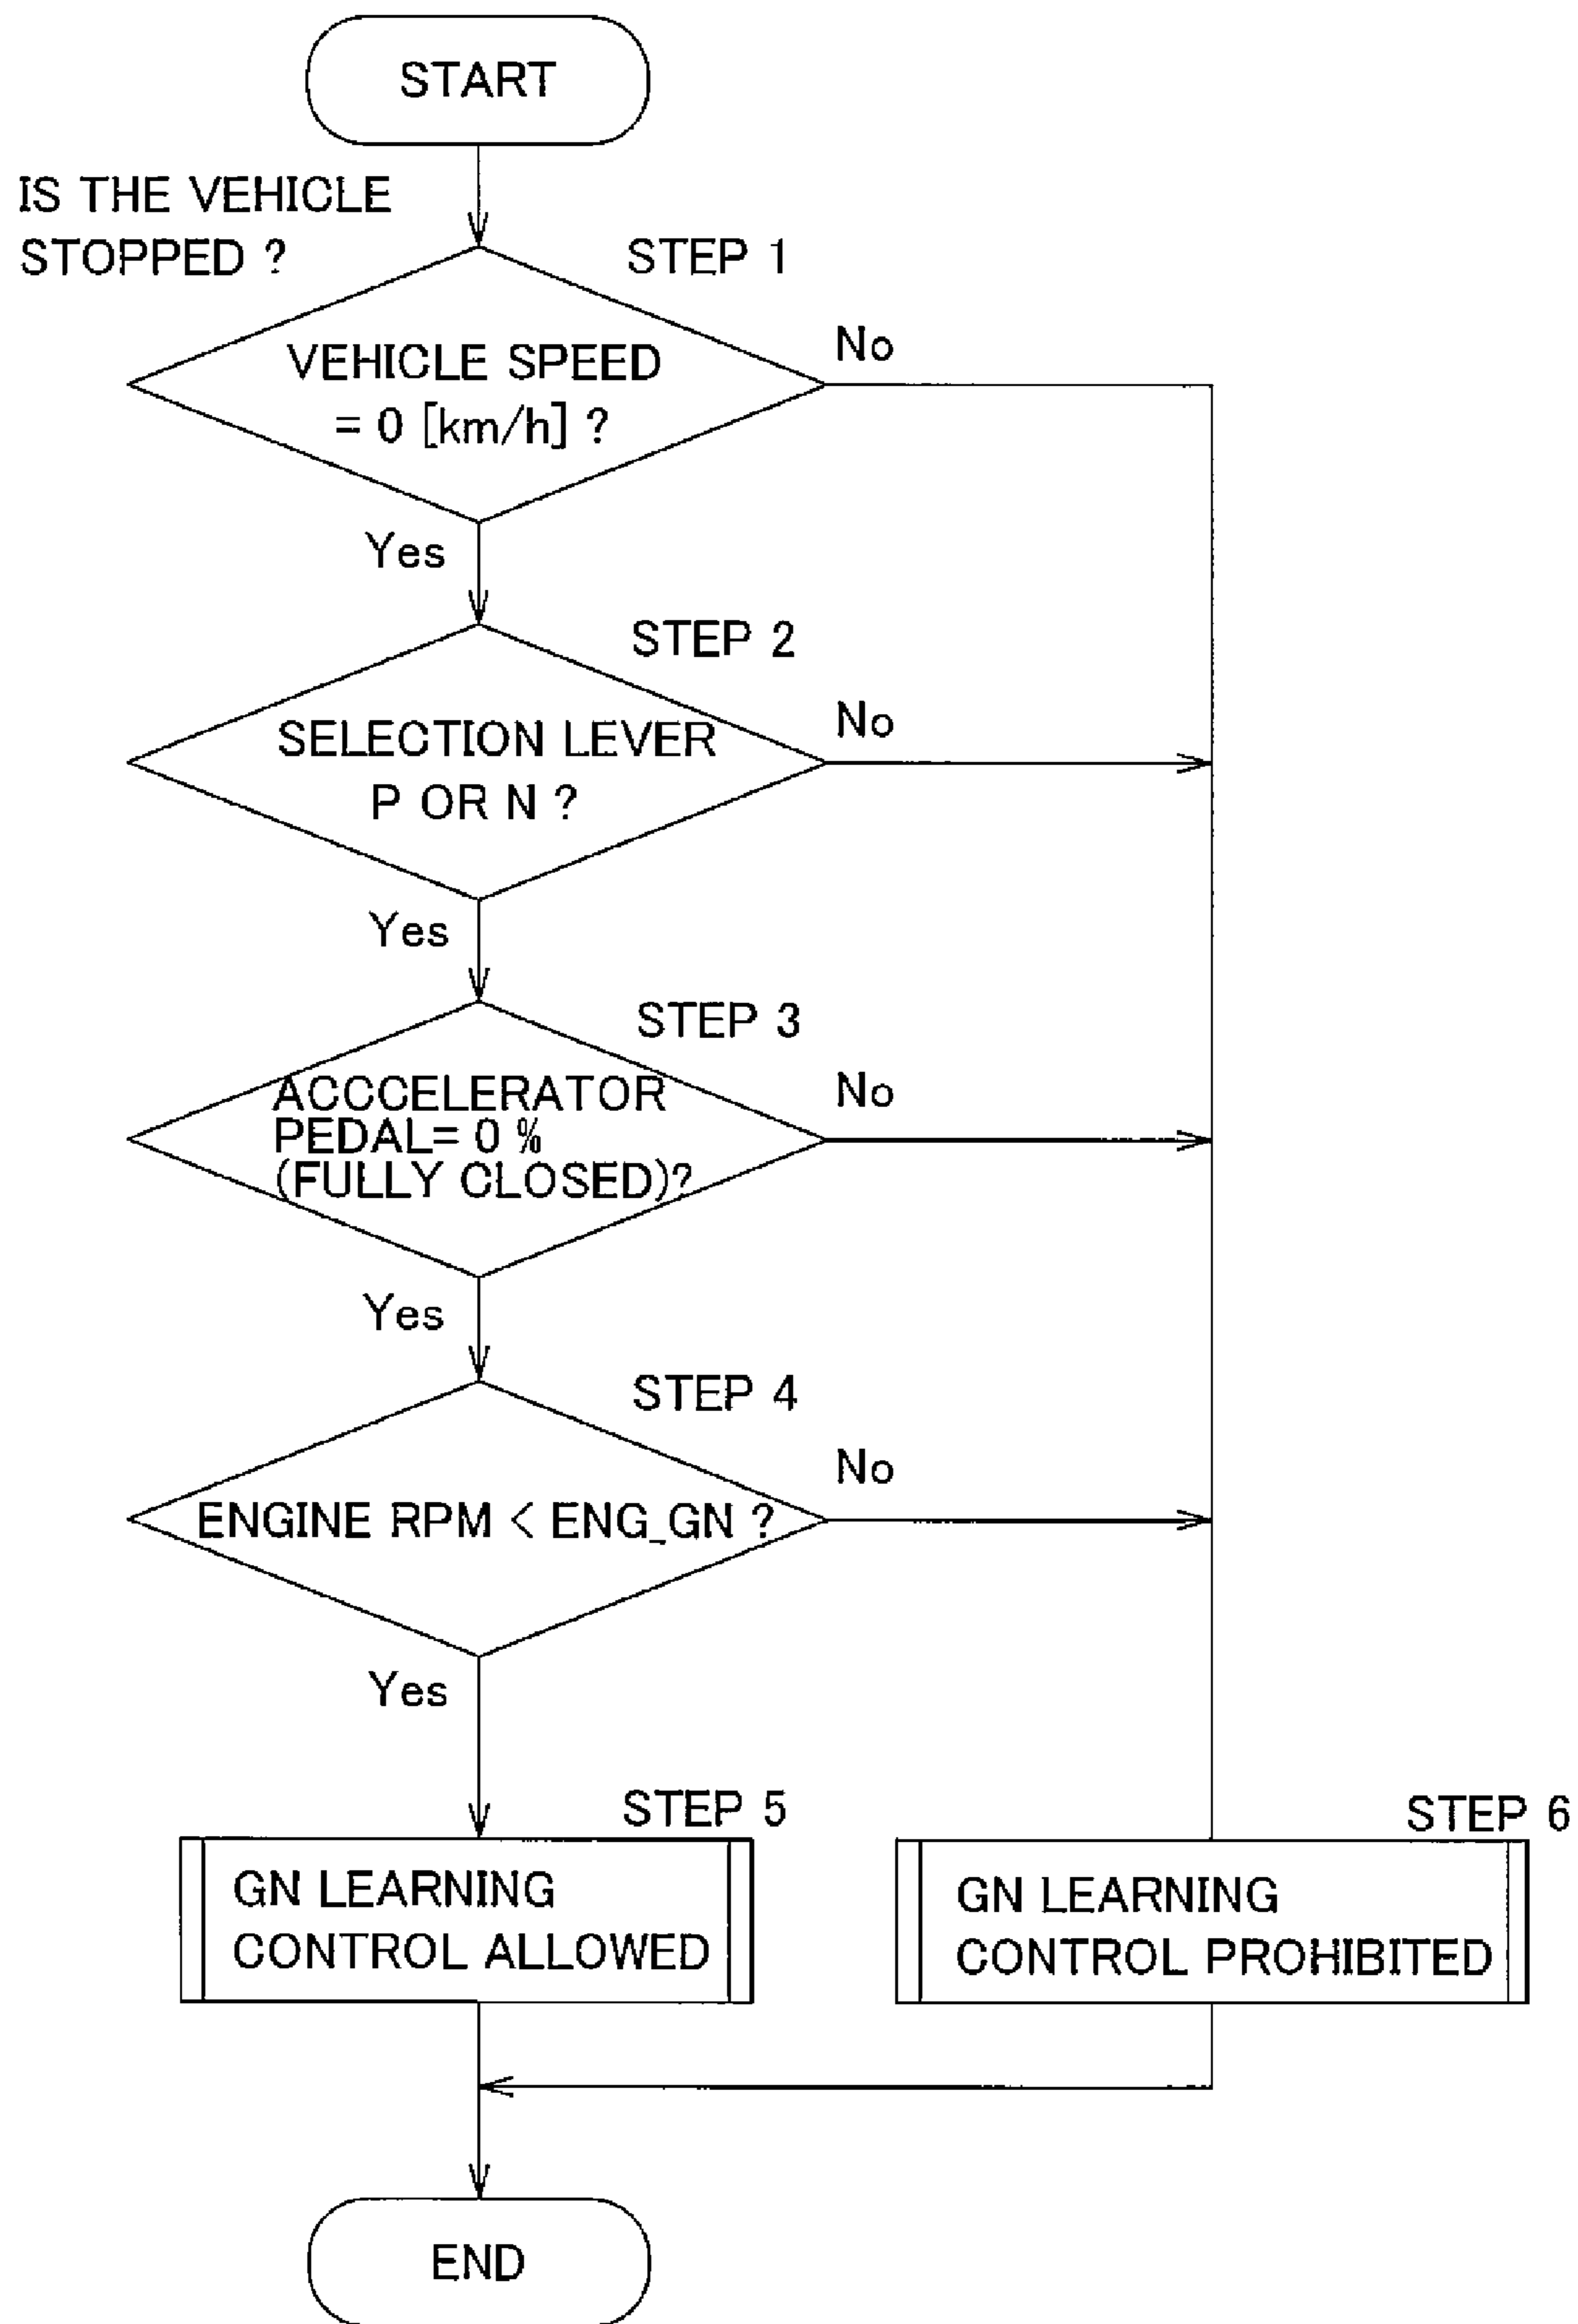 START
IS THE VEHICLE
STOPPED ?
STEP 1
VEHICLE SPEED
= 0 [km/h] ?
No
Yes
STEP 2
SELECTION LEVER
P OR N ?
No
Yes
STEP 3
ACCCELERATOR
PEDAL= 0 %
(FULLY CLOSED)?
No
Yes
STEP 4
ENGINE RPM < ENG_GN ?
No
Yes
STEP 5
GN LEARNING
CONTROL ALLOWED
STEP 6
GN LEARNING
CONTROL PROHIBITED
END